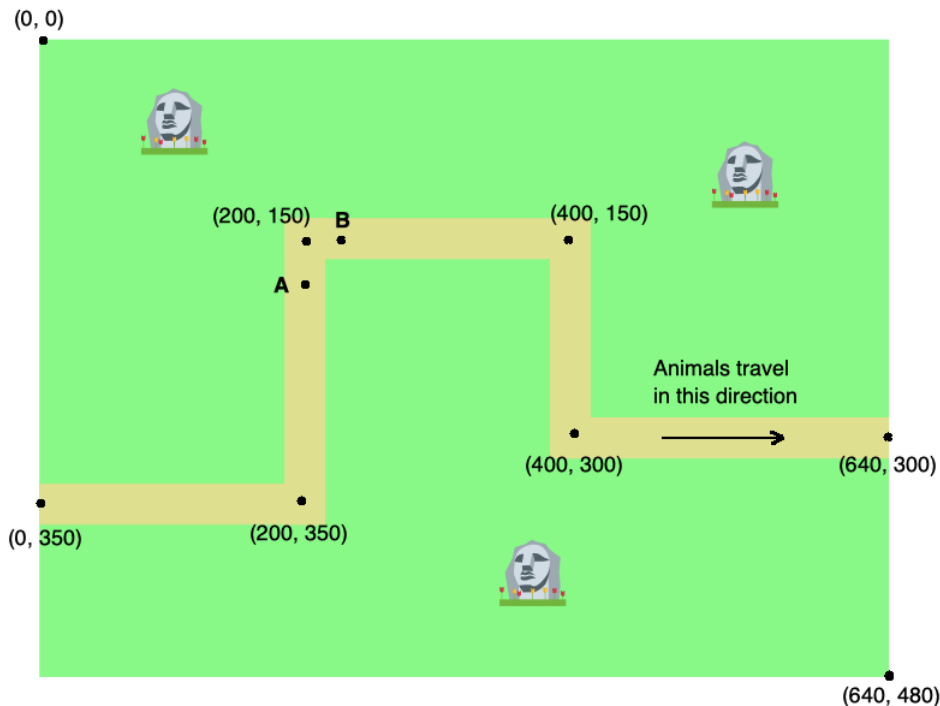 (0, 0)
(200, 150)
B
(400, 150)
A
Animals travel
in this direction
(400, 300)
(640, 300)
(0, 350)
(200, 350)
(640, 480)